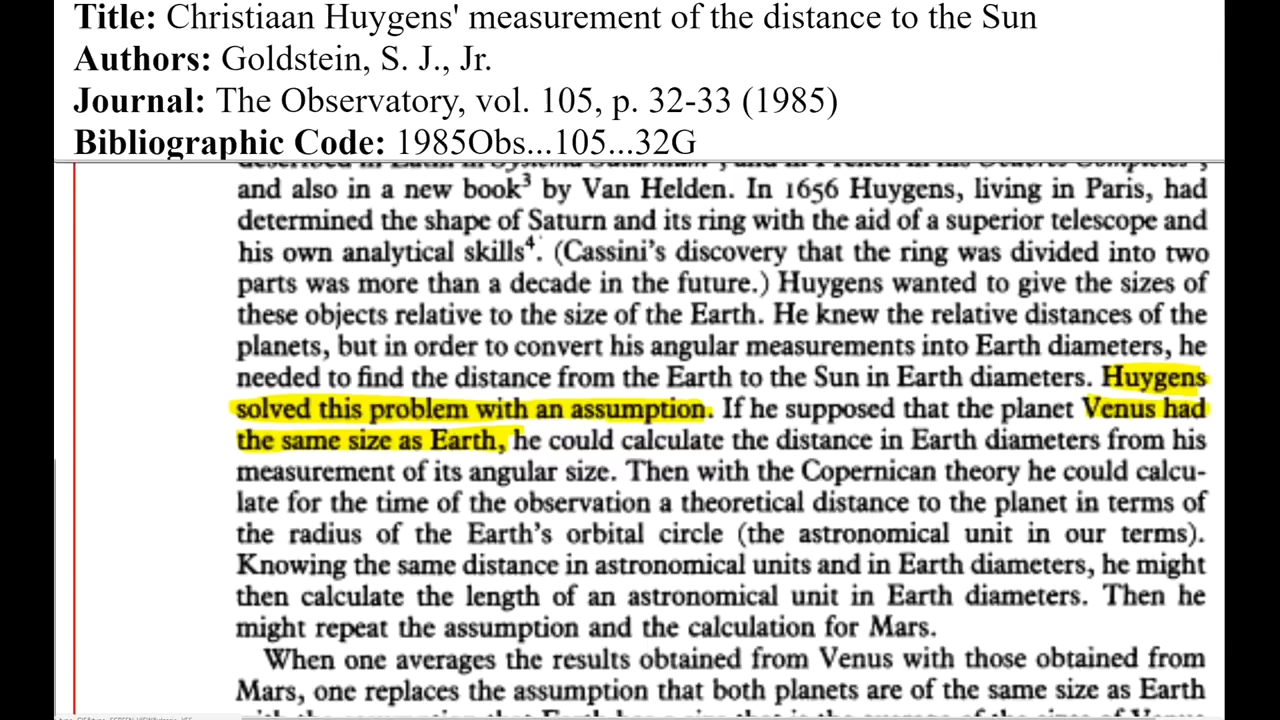 Title: Christiaan Huygens' measurement of the distance to the Sun
Authors: Goldstein, S. J., Jr.
Journal: The Observatory, vol. 105, p. 32-33 (1985)
Bibliographic Code: 1985Obs...105...32G
and also in a new book³ by Van Helden. In 1656 Huygens, living in Paris, had
determined the shape of Saturn and its ring with the aid of a superior telescope and
his own analytical skills⁴. (Cassini's discovery that the ring was divided into two
parts was more than a decade in the future.) Huygens wanted to give the sizes of
these objects relative to the size of the Earth. He knew the relative distances of the
planets, but in order to convert his angular measurements into Earth diameters, he
needed to find the distance from the Earth to the Sun in Earth diameters. Huygens
solved this problem with an assumption. If he supposed that the planet Venus had
the same size as Earth, he could calculate the distance in Earth diameters from his
measurement of its angular size. Then with the Copernican theory he could calcu-
late for the time of the observation a theoretical distance to the planet in terms of
the radius of the Earth's orbital circle (the astronomical unit in our terms).
Knowing the same distance in astronomical units and in Earth diameters, he might
then calculate the length of an astronomical unit in Earth diameters. Then he
might repeat the assumption and the calculation for Mars.
When one averages the results obtained from Venus with those obtained from
Mars, one replaces the assumption that both planets are of the same size as Earth